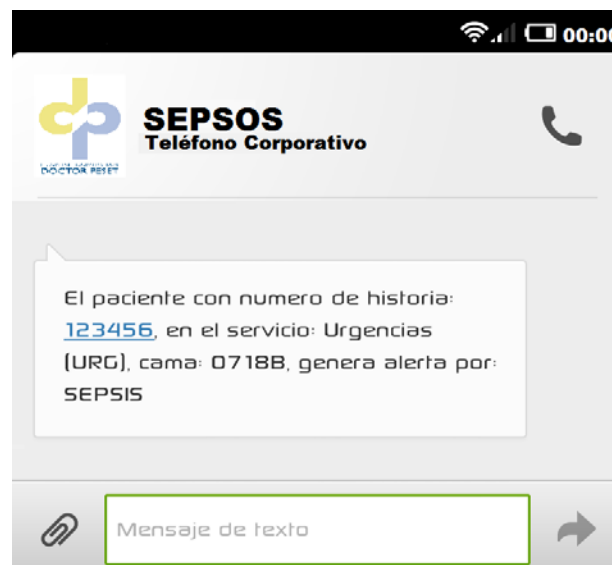 00:00
SEPSOS
Teléfono Corporativo
DOCTOR PESET
El paciente con numero de historia:
123456, en el servicio: Urgencias
(URG), cama: 0718B, genera alerta por:
SEPSIS
Mensaje de texto